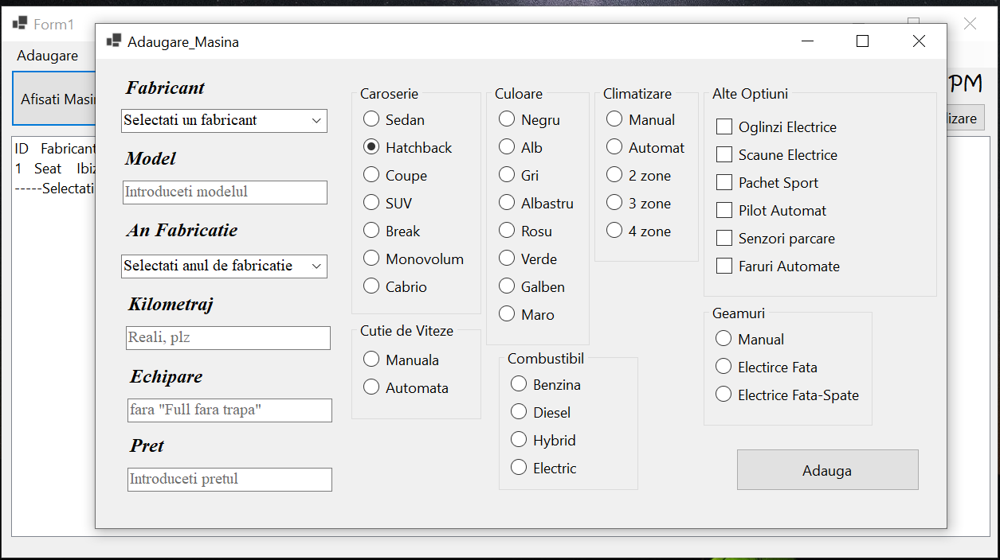 Form1
Adaugare
Afisati Masin
PM
lizare
ID Fabricant
1 Seat Ibiz
-----Selectati
Adaugare_Masina
Fabricant
Selectati un fabricant
Model
Introduceti modelul
An Fabricatie
Selectati anul de fabricatie
Kilometraj
Reali, plz
Echipare
fara "Full fara trapa"
Pret
Introduceti pretul
Caroserie
Sedan
Hatchback
Coupe
SUV
Break
Monovolum
Cabrio
Cutie de Viteze
Manuala
Automata
Culoare
Negru
Alb
Gri
Albastru
Rosu
Verde
Galben
Maro
Combustibil
Benzina
Diesel
Hybrid
Electric
Climatizare
Manual
Automat
2 zone
3 zone
4 zone
Alte Optiuni
Oglinzi Electrice
Scaune Electrice
Pachet Sport
Pilot Automat
Senzori parcare
Faruri Automate
Geamuri
Manual
Electirce Fata
Electrice Fata-Spate
Adauga